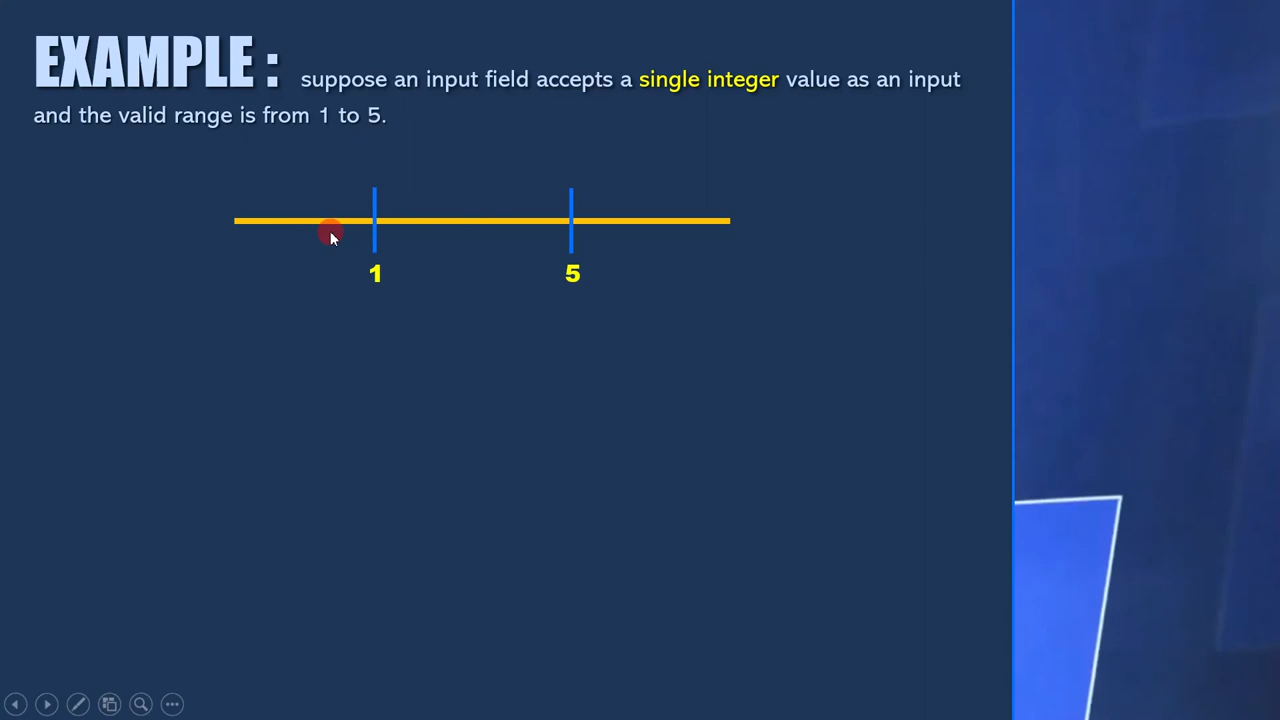 EXAMPLE : suppose an input field accepts a single integer value as an input
and the valid range is from 1 to 5.
1 5